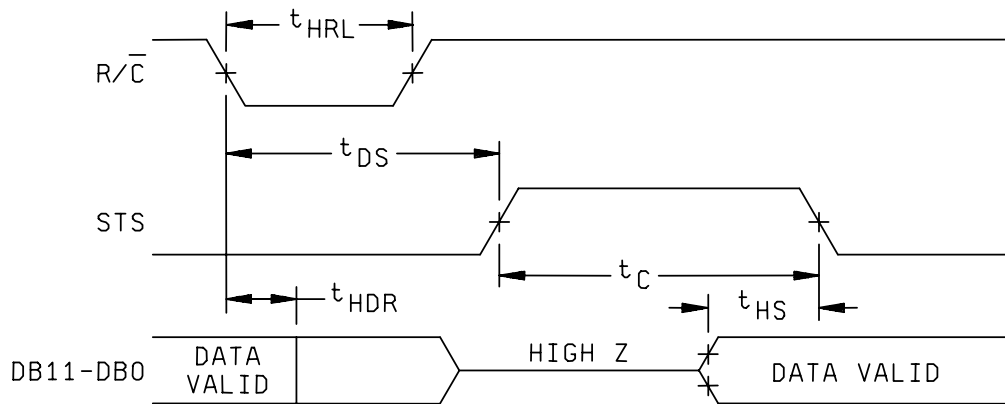 tHRL
R/C̅
tDS
STS
tC
tHDR
tHS
DB11-DB0
DATA
VALID
HIGH Z
DATA VALID